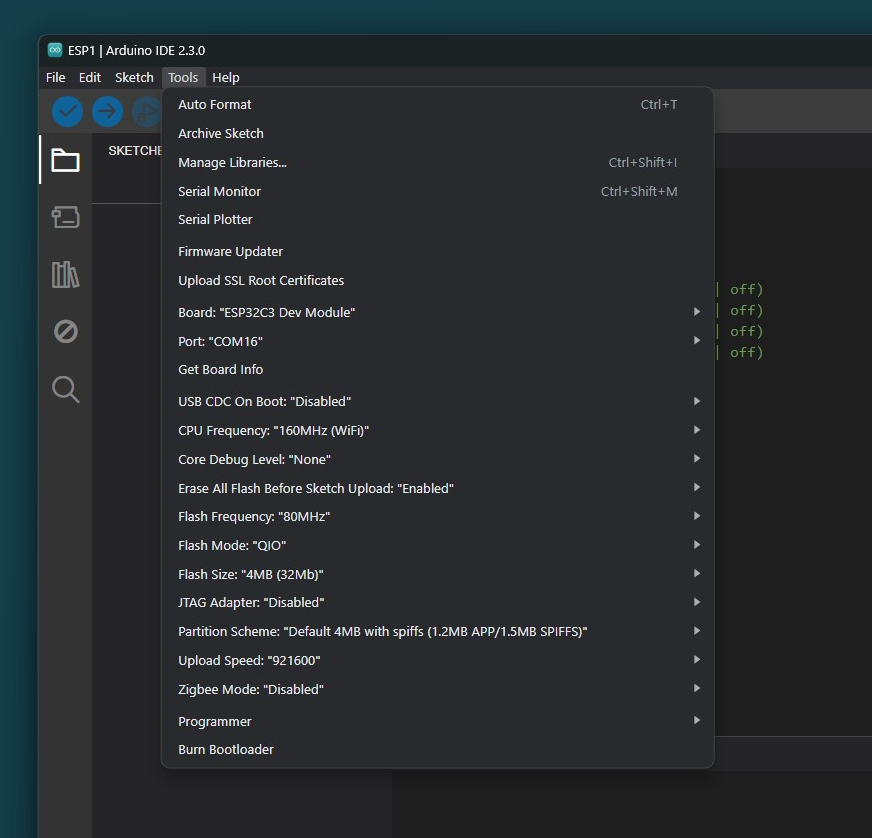 ESP1 | Arduino IDE 2.3.0
File Edit Sketch Tools Help
SKETCHE
Auto Format Ctrl+T
Archive Sketch
Manage Libraries... Ctrl+Shift+I
Serial Monitor Ctrl+Shift+M
Serial Plotter
Firmware Updater
Upload SSL Root Certificates
Board: "ESP32C3 Dev Module"
Port: "COM16"
Get Board Info
USB CDC On Boot: "Disabled"
CPU Frequency: "160MHz (WiFi)"
Core Debug Level: "None"
Erase All Flash Before Sketch Upload: "Enabled"
Flash Frequency: "80MHz"
Flash Mode: "QIO"
Flash Size: "4MB (32Mb)"
JTAG Adapter: "Disabled"
Partition Scheme: "Default 4MB with spiffs (1.2MB APP/1.5MB SPIFFS)"
Upload Speed: "921600"
Zigbee Mode: "Disabled"
Programmer
Burn Bootloader
| off)
| off)
| off)
| off)